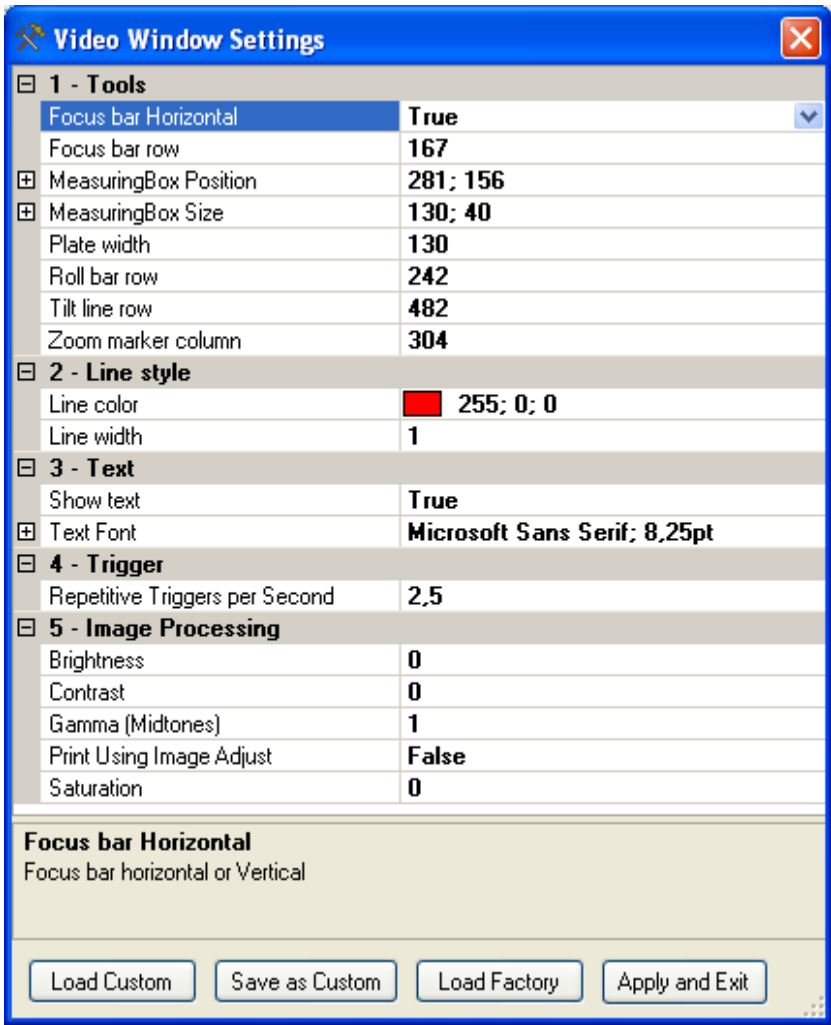 Video Window Settings
1 - Tools
Focus bar Horizontal True
Focus bar row 167
MeasuringBox Position 281; 156
MeasuringBox Size 130; 40
Plate width 130
Roll bar row 242
Tilt line row 482
Zoom marker column 304
2 - Line style
Line color 255; 0; 0
Line width 1
3 - Text
Show text True
Text Font Microsoft Sans Serif; 8,25pt
4 - Trigger
Repetitive Triggers per Second 2,5
5 - Image Processing
Brightness 0
Contrast 0
Gamma (Midtones) 1
Print Using Image Adjust False
Saturation 0
Focus bar Horizontal
Focus bar horizontal or Vertical
Load Custom Save as Custom Load Factory Apply and Exit